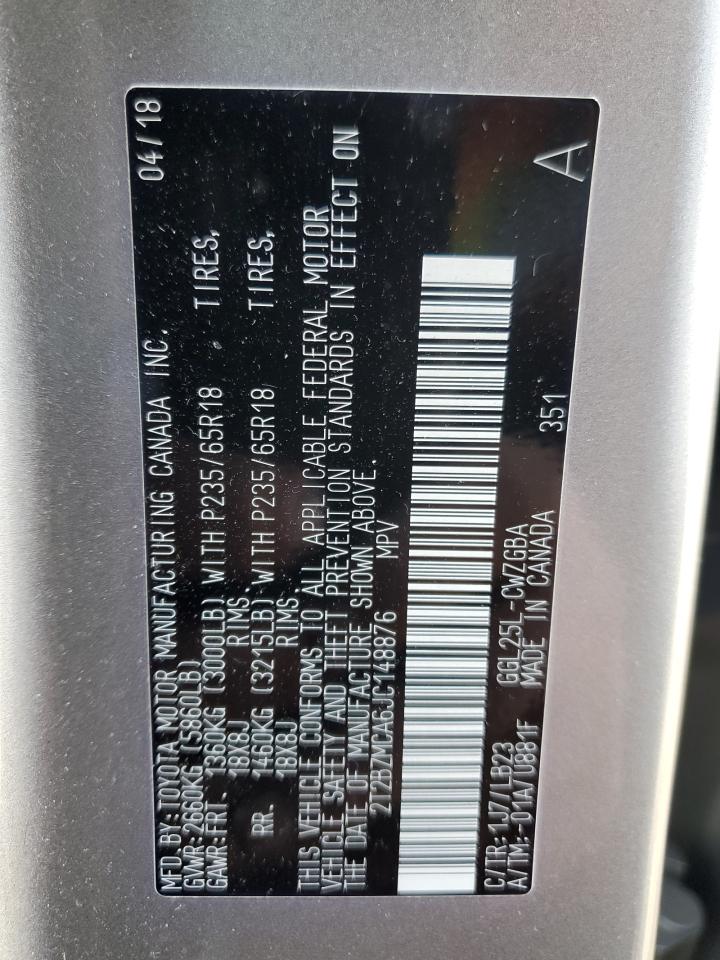 MFD. BY:TOYOTA MOTOR MANUFACTURING CANADA INC. 04/18
GVWR:2660KG (5860LB)
GAWR:FRT 1360KG (3000LB) WITH P235/65R18 TIRES,
18X8J RIMS.
RR. 1460KG (3215LB) WITH P235/65R18 TIRES,
18X8J RIMS.
THIS VEHICLE CONFORMS TO ALL APPLICABLE FEDERAL MOTOR
VEHICLE SAFETY AND THEFT PREVENTION STANDARDS IN EFFECT ON
THE DATE OF MANUFACTURE SHOWN ABOVE.
2T2BZMCA6JC148876 MPV
C/TR:1J7/LB23 GGL25L-CWZGBA A
A/TM:-01A/U881F MADE IN CANADA 351